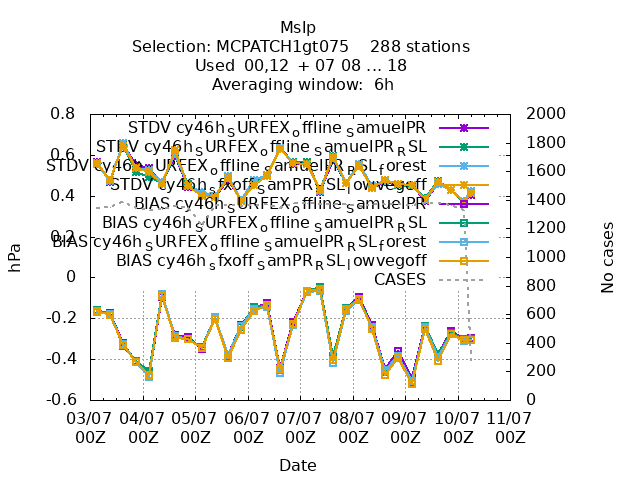 Mslp
Selection: MCPATCH1gt075    288 stations
Used  00,12  + 07 08 ... 18
Averaging window:  6h
0.8
0.6
0.4
0.2
0
-0.2
-0.4
-0.6
hPa
2000
1800
1600
1400
1200
1000
800
600
400
200
0
No cases
STDV cy46h_SURFEX_offline_samuelPR
STDV cy46h_SURFEX_offline_samuelPR_RSL
STDV cy46h_SURFEX_offline_samuelPR_RSL_forest
STDV cy46h_sfxoff_samPR_RSL_lowvegoff
BIAS cy46h_SURFEX_offline_samuelPR
BIAS cy46h_SURFEX_offline_samuelPR_RSL
BIAS cy46h_SURFEX_offline_samuelPR_RSL_forest
BIAS cy46h_sfxoff_samPR_RSL_lowvegoff
CASES
03/07 04/07 05/07 06/07 07/07 08/07 09/07 10/07 11/07
00Z 00Z 00Z 00Z 00Z 00Z 00Z 00Z 00Z
Date